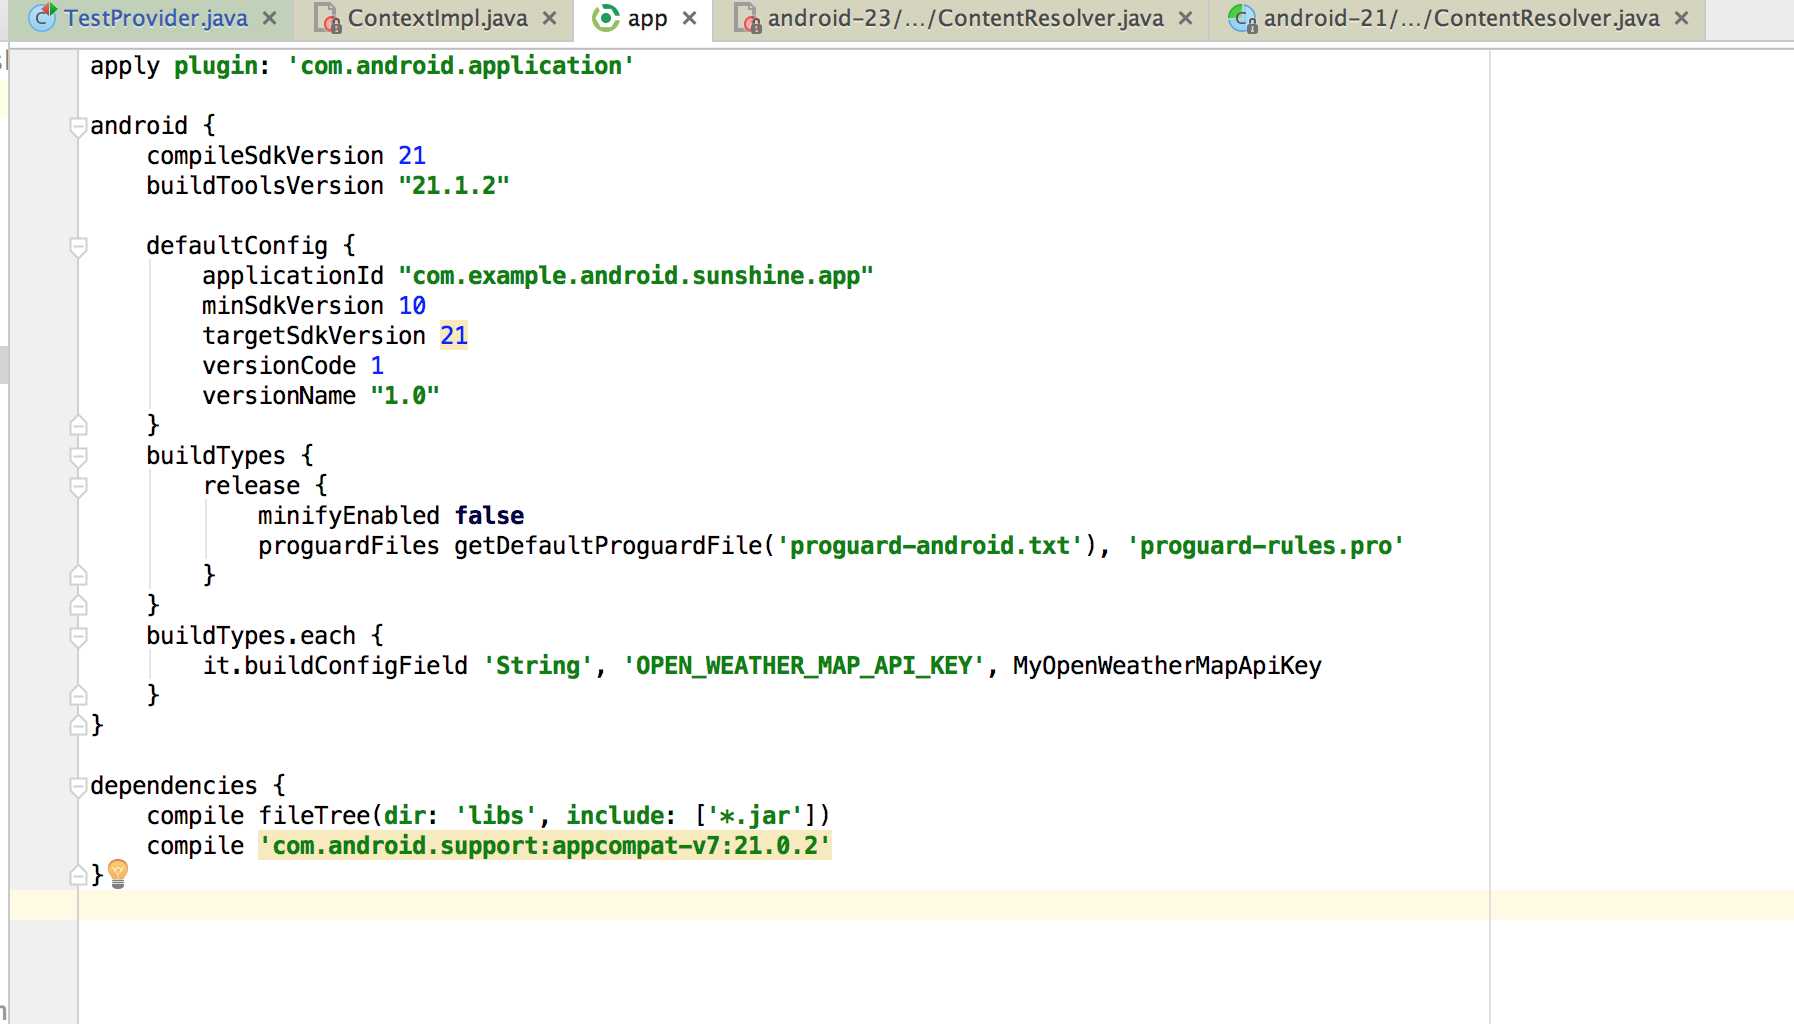 TestProvider.java ContextImpl.java app android-23/.../ContentResolver.java android-21/.../ContentResolver.java
apply plugin: 'com.android.application'
android {
compileSdkVersion 21
buildToolsVersion "21.1.2"
defaultConfig {
applicationId "com.example.android.sunshine.app"
minSdkVersion 10
targetSdkVersion 21
versionCode 1
versionName "1.0"
}
buildTypes {
release {
minifyEnabled false
proguardFiles getDefaultProguardFile('proguard-android.txt'), 'proguard-rules.pro'
}
}
buildTypes.each {
it.buildConfigField 'String', 'OPEN_WEATHER_MAP_API_KEY', MyOpenWeatherMapApiKey
}
}
dependencies {
compile fileTree(dir: 'libs', include: ['*.jar'])
compile 'com.android.support:appcompat-v7:21.0.2'
}